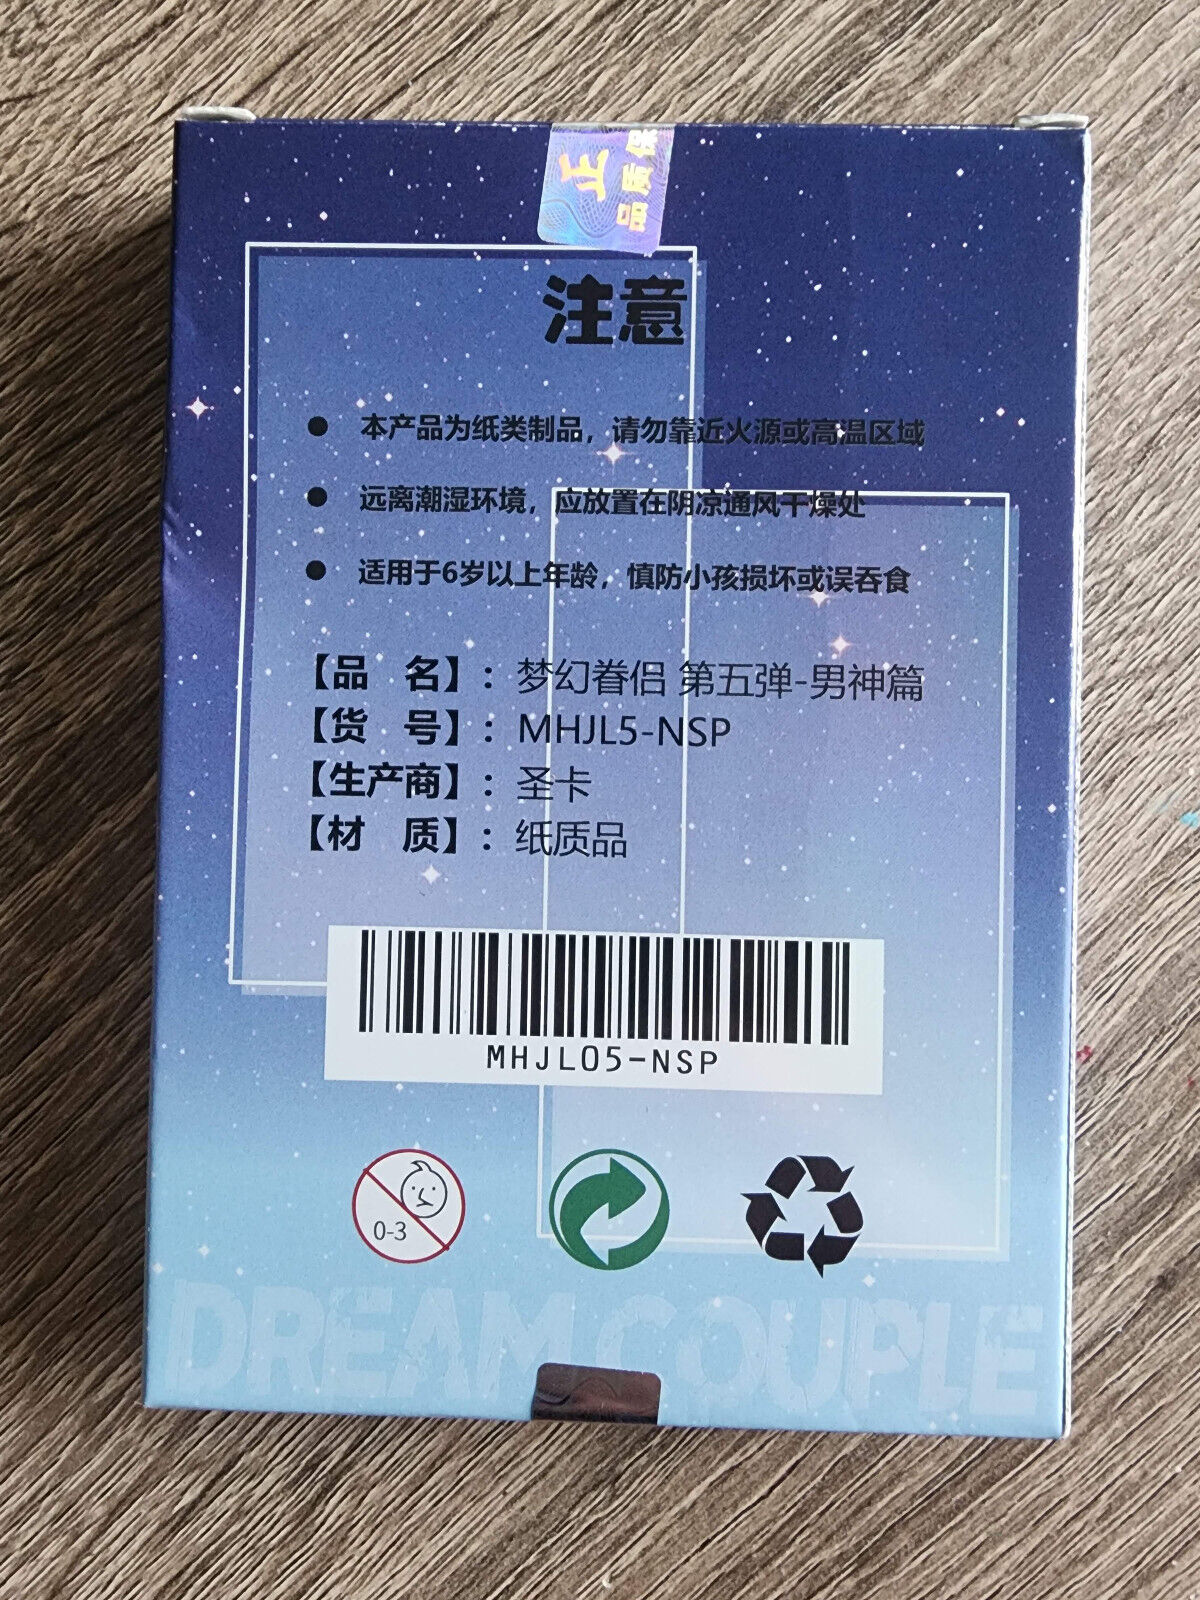 正
品质保
注意
● 本产品为纸类制品，请勿靠近火源或高温区域
● 远离潮湿环境，应放置在阴凉通风干燥处
● 适用于6岁以上年龄，慎防小孩损坏或误吞食
【品 名】：梦幻眷侣 第五弹-男神篇
【货 号】：MHJL5-NSP
【生产商】：圣卡
【材 质】：纸质品
MHJL05-NSP
0-3
DREAM COUPLE